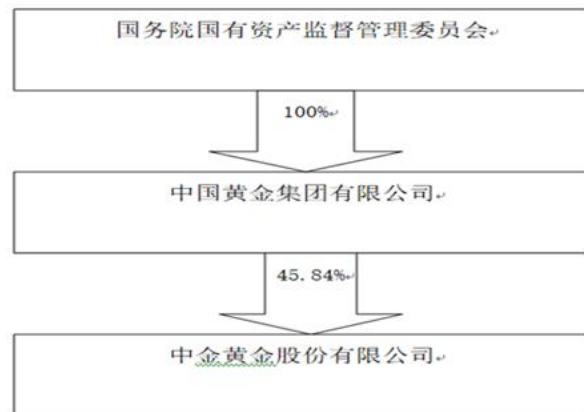 国务院国有资产监督管理委员会
100%
中国黄金集团有限公司
45.84%
中金黄金股份有限公司